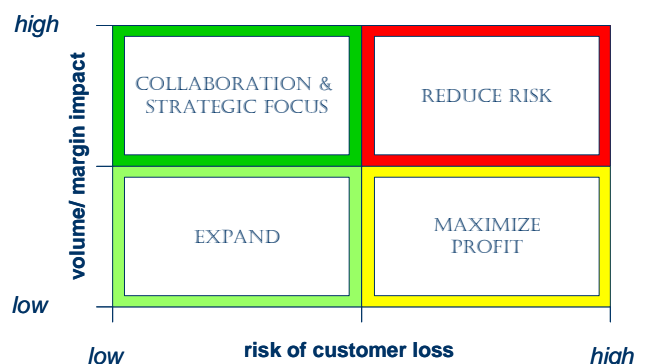 high
COLLABORATION &
STRATEGIC FOCUS
REDUCE RISK
volume/ margin impact
EXPAND
MAXIMIZE
PROFIT
low
low
risk of customer loss
high